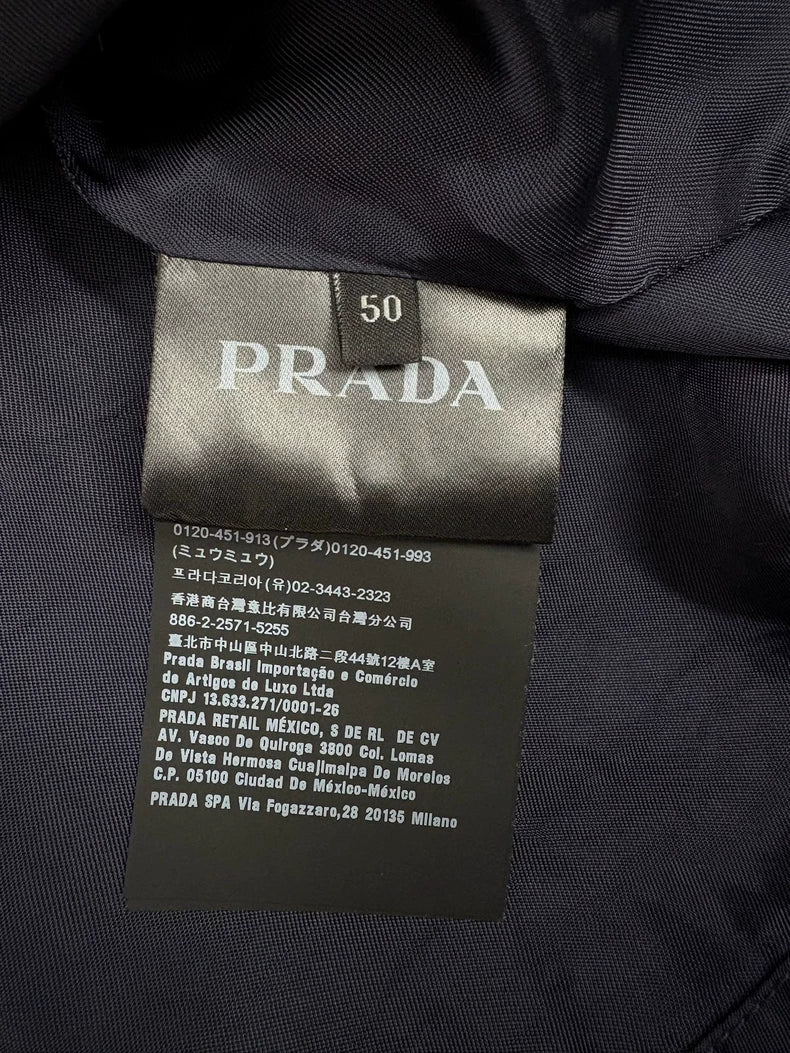 50
PRADA
0120-451-913(プラダ)0120-451-993
(ミュウミュウ)
프라다코리아(유)02-3443-2323
香港商台灣意比有限公司台灣分公司
886-2-2571-5255
臺北市中山區中山北路二段44號12樓A室
Prada Brasil Importação e Comércio
de Artigos de Luxo Ltda
CNPJ 13.633.271/0001-26
PRADA RETAIL MÉXICO, S DE RL DE CV
AV. Vasco De Quiroga 3800 Col. Lomas
De Vista Hermosa Cuajimalpa De Morelos
C.P. 05100 Ciudad De México-México
PRADA SPA Via Fogazzaro,28 20135 Milano